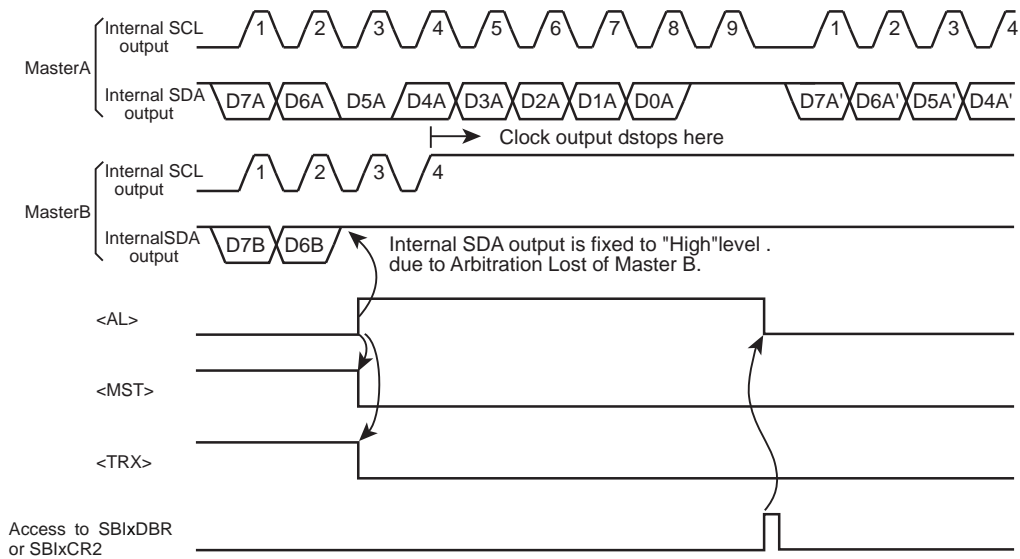 MasterA
Internal SCL
output
1 2 3 4 5 6 7 8 9 1 2 3 4
Internal SDA
output
D7A D6A D5A D4A D3A D2A D1A D0A D7A' D6A' D5A' D4A'
Clock output dstops here
MasterB
Internal SCL
output
1 2 3 4
InternalSDA
output
D7B D6B
Internal SDA output is fixed to "High"level .
due to Arbitration Lost of Master B.
<AL>
<MST>
<TRX>
Access to SBIxDBR
or SBIxCR2